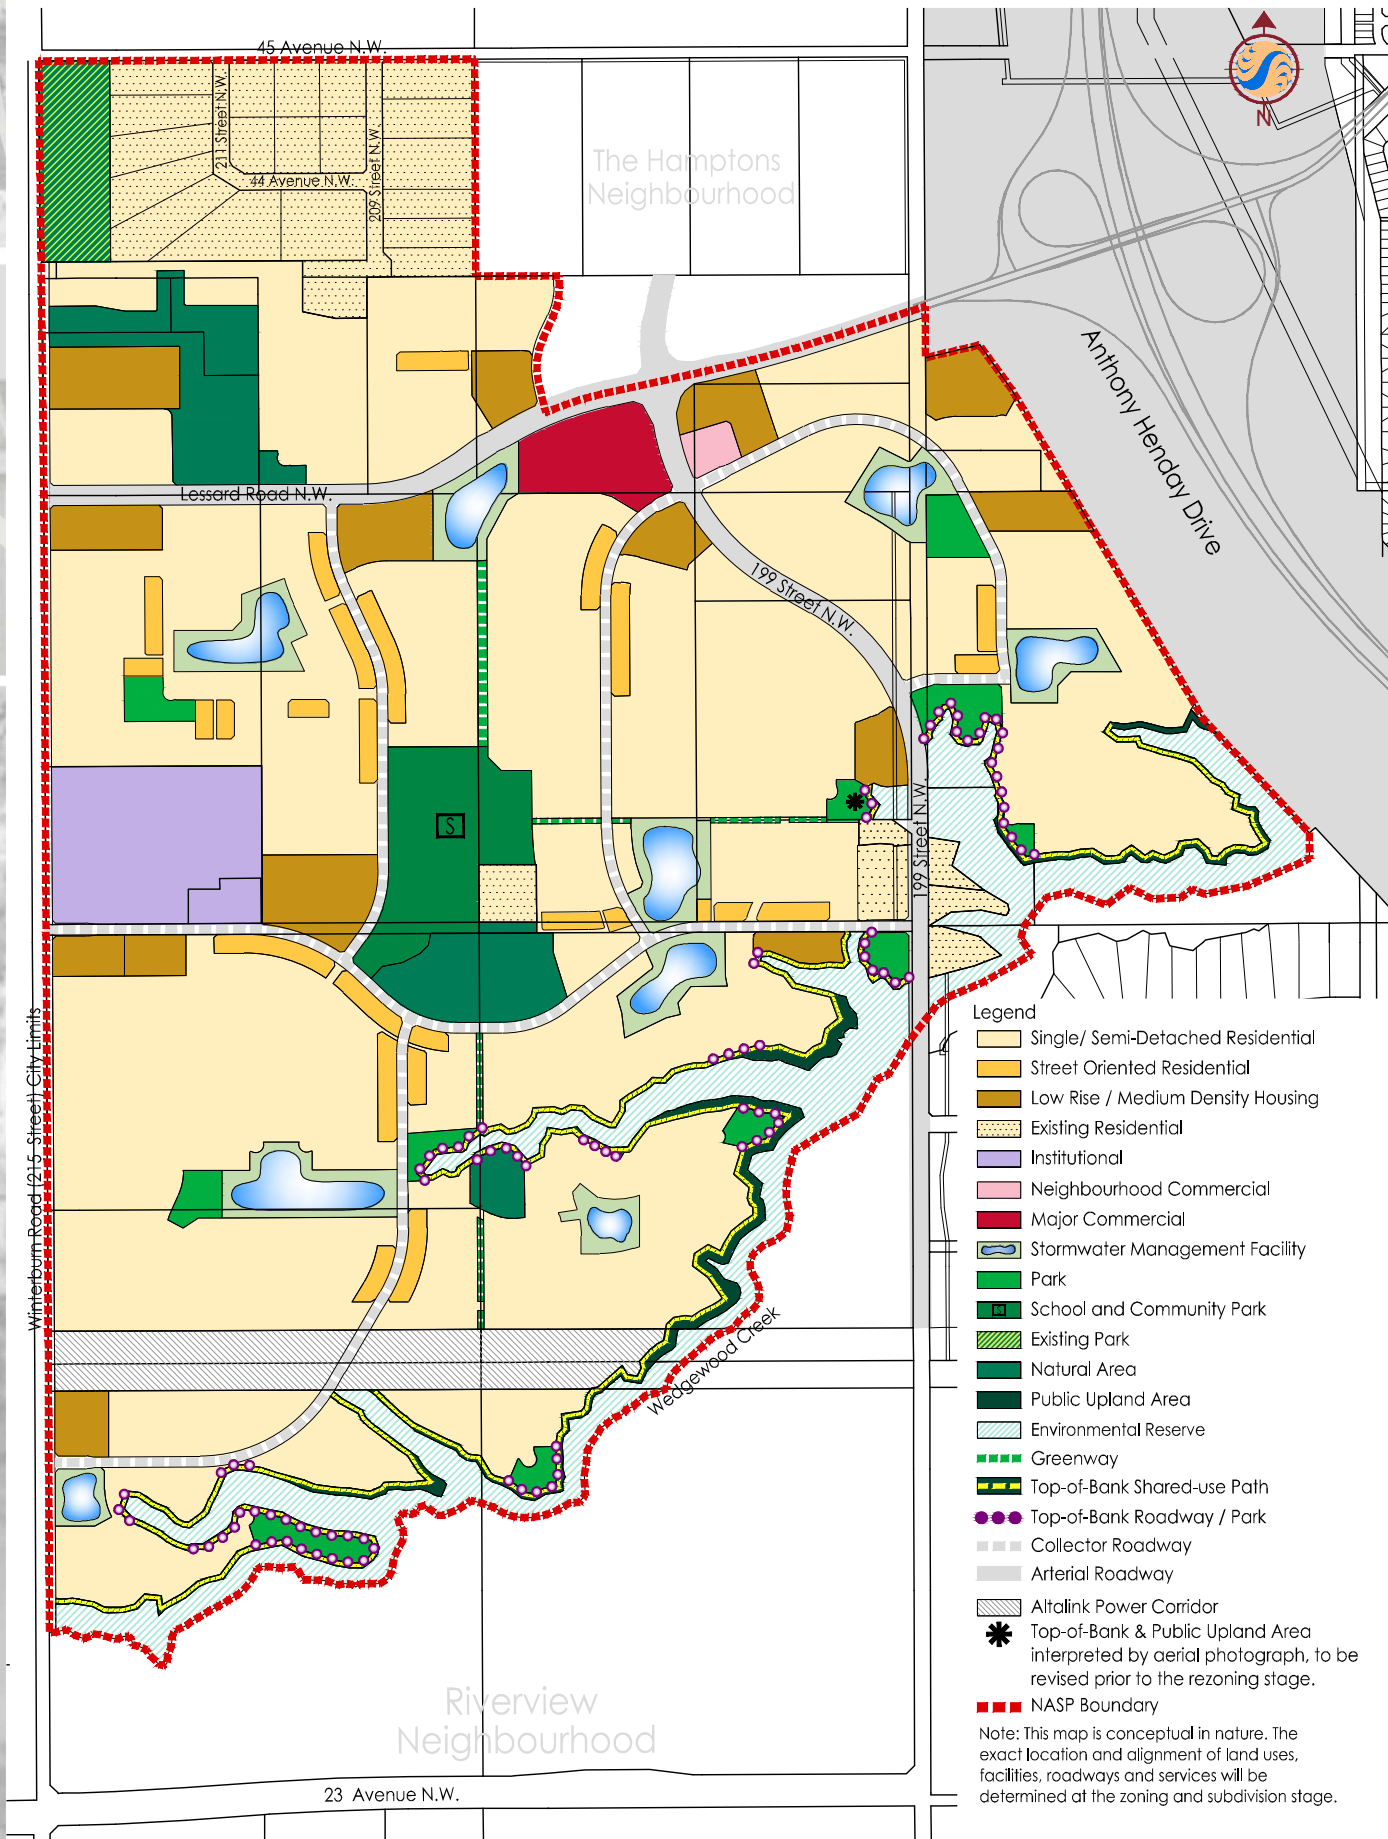 45 Avenue N.W.
N
211 Street N.W.
209 Street N.W.
44 Avenue N.W.
The Hamptons
Neighbourhood
Anthony Henday Drive
Lessard Road N.W.
199 Street N.W.
S
199 Street N.W.
Winterburn Road (215 Street) City Limits
Wedgewood Creek
Legend
Single/ Semi-Detached Residential
Street Oriented Residential
Low Rise / Medium Density Housing
Existing Residential
Institutional
Neighbourhood Commercial
Major Commercial
Stormwater Management Facility
Park
S School and Community Park
Existing Park
Natural Area
Public Upland Area
Environmental Reserve
Greenway
Top-of-Bank Shared-use Path
Top-of-Bank Roadway / Park
Collector Roadway
Arterial Roadway
Altalink Power Corridor
Top-of-Bank & Public Upland Area
interpreted by aerial photograph, to be
revised prior to the rezoning stage.
NASP Boundary
Note: This map is conceptual in nature. The
exact location and alignment of land uses,
facilities, roadways and services will be
determined at the zoning and subdivision stage.
Riverview
Neighbourhood
23 Avenue N.W.